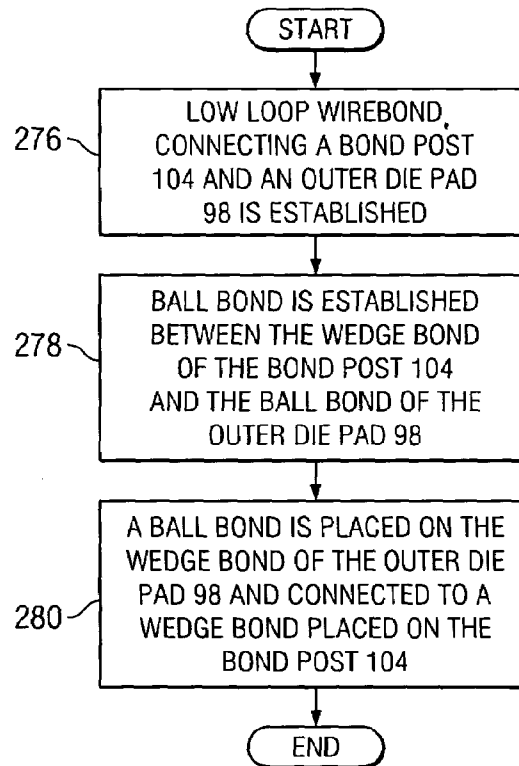 START
276
LOW LOOP WIREBOND,
CONNECTING A BOND POST
104 AND AN OUTER DIE PAD
98 IS ESTABLISHED
278
BALL BOND IS ESTABLISHED
BETWEEN THE WEDGE BOND
OF THE BOND POST 104
AND THE BALL BOND OF THE
OUTER DIE PAD 98
280
A BALL BOND IS PLACED ON THE
WEDGE BOND OF THE OUTER DIE
PAD 98 AND CONNECTED TO A
WEDGE BOND PLACED ON THE
BOND POST 104
END